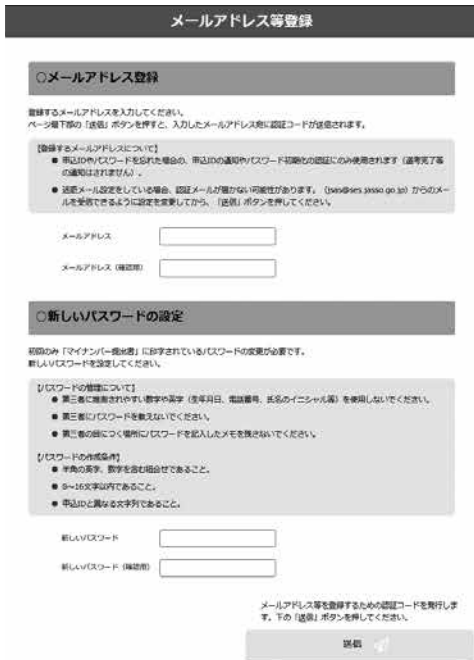 メールアドレス等登録
○メールアドレス登録
登録するメールアドレスを入力してください。
ページ最下部の「送信」ボタンを押すと、入力したメールアドレス宛に認証コードが送信されます。
【登録するメールアドレスについて】
● 申込IDやパスワードを忘れた場合の、申込IDの通知やパスワード初期化の認証にのみ使用されます（選考完了等
の通知はされません）。
● 迷惑メール設定をしている場合、認証メールが届かない可能性があります。（jsas@ses.jasso.go.jp）からのメー
ルを受信できるように設定を変更してから、「送信」ボタンを押してください。
メールアドレス
メールアドレス（確認用）
○新しいパスワードの設定
初回のみ「マイナンバー提出書」に印字されているパスワードの変更が必要です。
新しいパスワードを設定してください。
【パスワードの管理について】
● 第三者に推測されやすい数字や英字（生年月日、電話番号、氏名のイニシャル等）を使用しないでください。
● 第三者にパスワードを教えないでください。
● 第三者の目につく場所にパスワードを記入したメモを残さないでください。
【パスワードの作成条件】
● 半角の英字、数字を含む組合せであること。
● 8～16文字以内であること。
● 申込IDと異なる文字列であること。
新しいパスワード
新しいパスワード（確認用）
メールアドレス等を登録するための認証コードを発行しま
す。下の「送信」ボタンを押してください。
送信